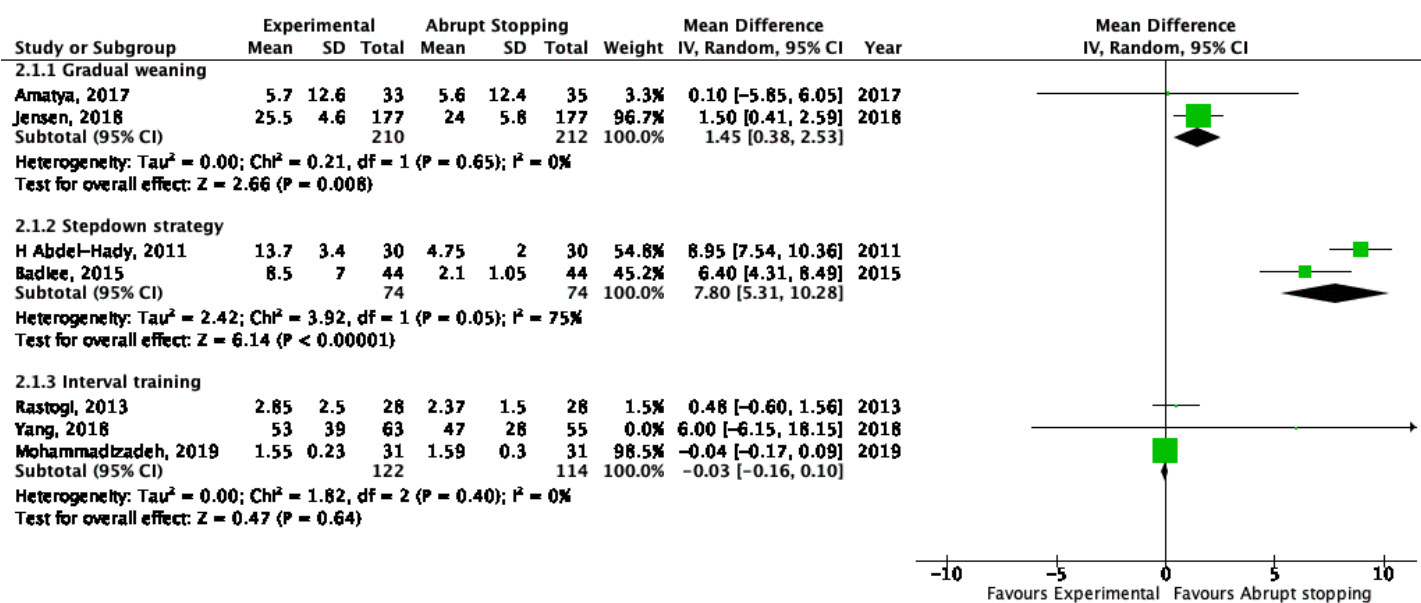 Experimental Abrupt Stopping Mean Difference Mean Difference
Study or Subgroup Mean SD Total Mean SD Total Weight IV, Random, 95% CI Year IV, Random, 95% CI
2.1.1 Gradual weaning
Amatya, 2017 5.7 12.6 33 5.6 12.4 35 3.3% 0.10 [−5.85, 6.05] 2017
Jensen, 2018 25.5 4.6 177 24 5.8 177 96.7% 1.50 [0.41, 2.59] 2018
Subtotal (95% CI) 210 212 100.0% 1.45 [0.38, 2.53]
Heterogeneity: Tau² = 0.00; Chi² = 0.21, df = 1 (P = 0.65); I² = 0%
Test for overall effect: Z = 2.66 (P = 0.008)
2.1.2 Stepdown strategy
H Abdel−Hady, 2011 13.7 3.4 30 4.75 2 30 54.8% 8.95 [7.54, 10.36] 2011
Badiee, 2015 8.5 7 44 2.1 1.05 44 45.2% 6.40 [4.31, 8.49] 2015
Subtotal (95% CI) 74 74 100.0% 7.80 [5.31, 10.28]
Heterogeneity: Tau² = 2.42; Chi² = 3.92, df = 1 (P = 0.05); I² = 75%
Test for overall effect: Z = 6.14 (P < 0.00001)
2.1.3 Interval training
Rastogi, 2013 2.85 2.5 28 2.37 1.5 28 1.5% 0.48 [−0.60, 1.56] 2013
Yang, 2018 53 39 63 47 28 55 0.0% 6.00 [−6.15, 18.15] 2018
Mohammadizadeh, 2019 1.55 0.23 31 1.59 0.3 31 98.5% −0.04 [−0.17, 0.09] 2019
Subtotal (95% CI) 122 114 100.0% −0.03 [−0.16, 0.10]
Heterogeneity: Tau² = 0.00; Chi² = 1.82, df = 2 (P = 0.40); I² = 0%
Test for overall effect: Z = 0.47 (P = 0.64)
−10 −5 0 5 10
Favours Experimental Favours Abrupt stopping